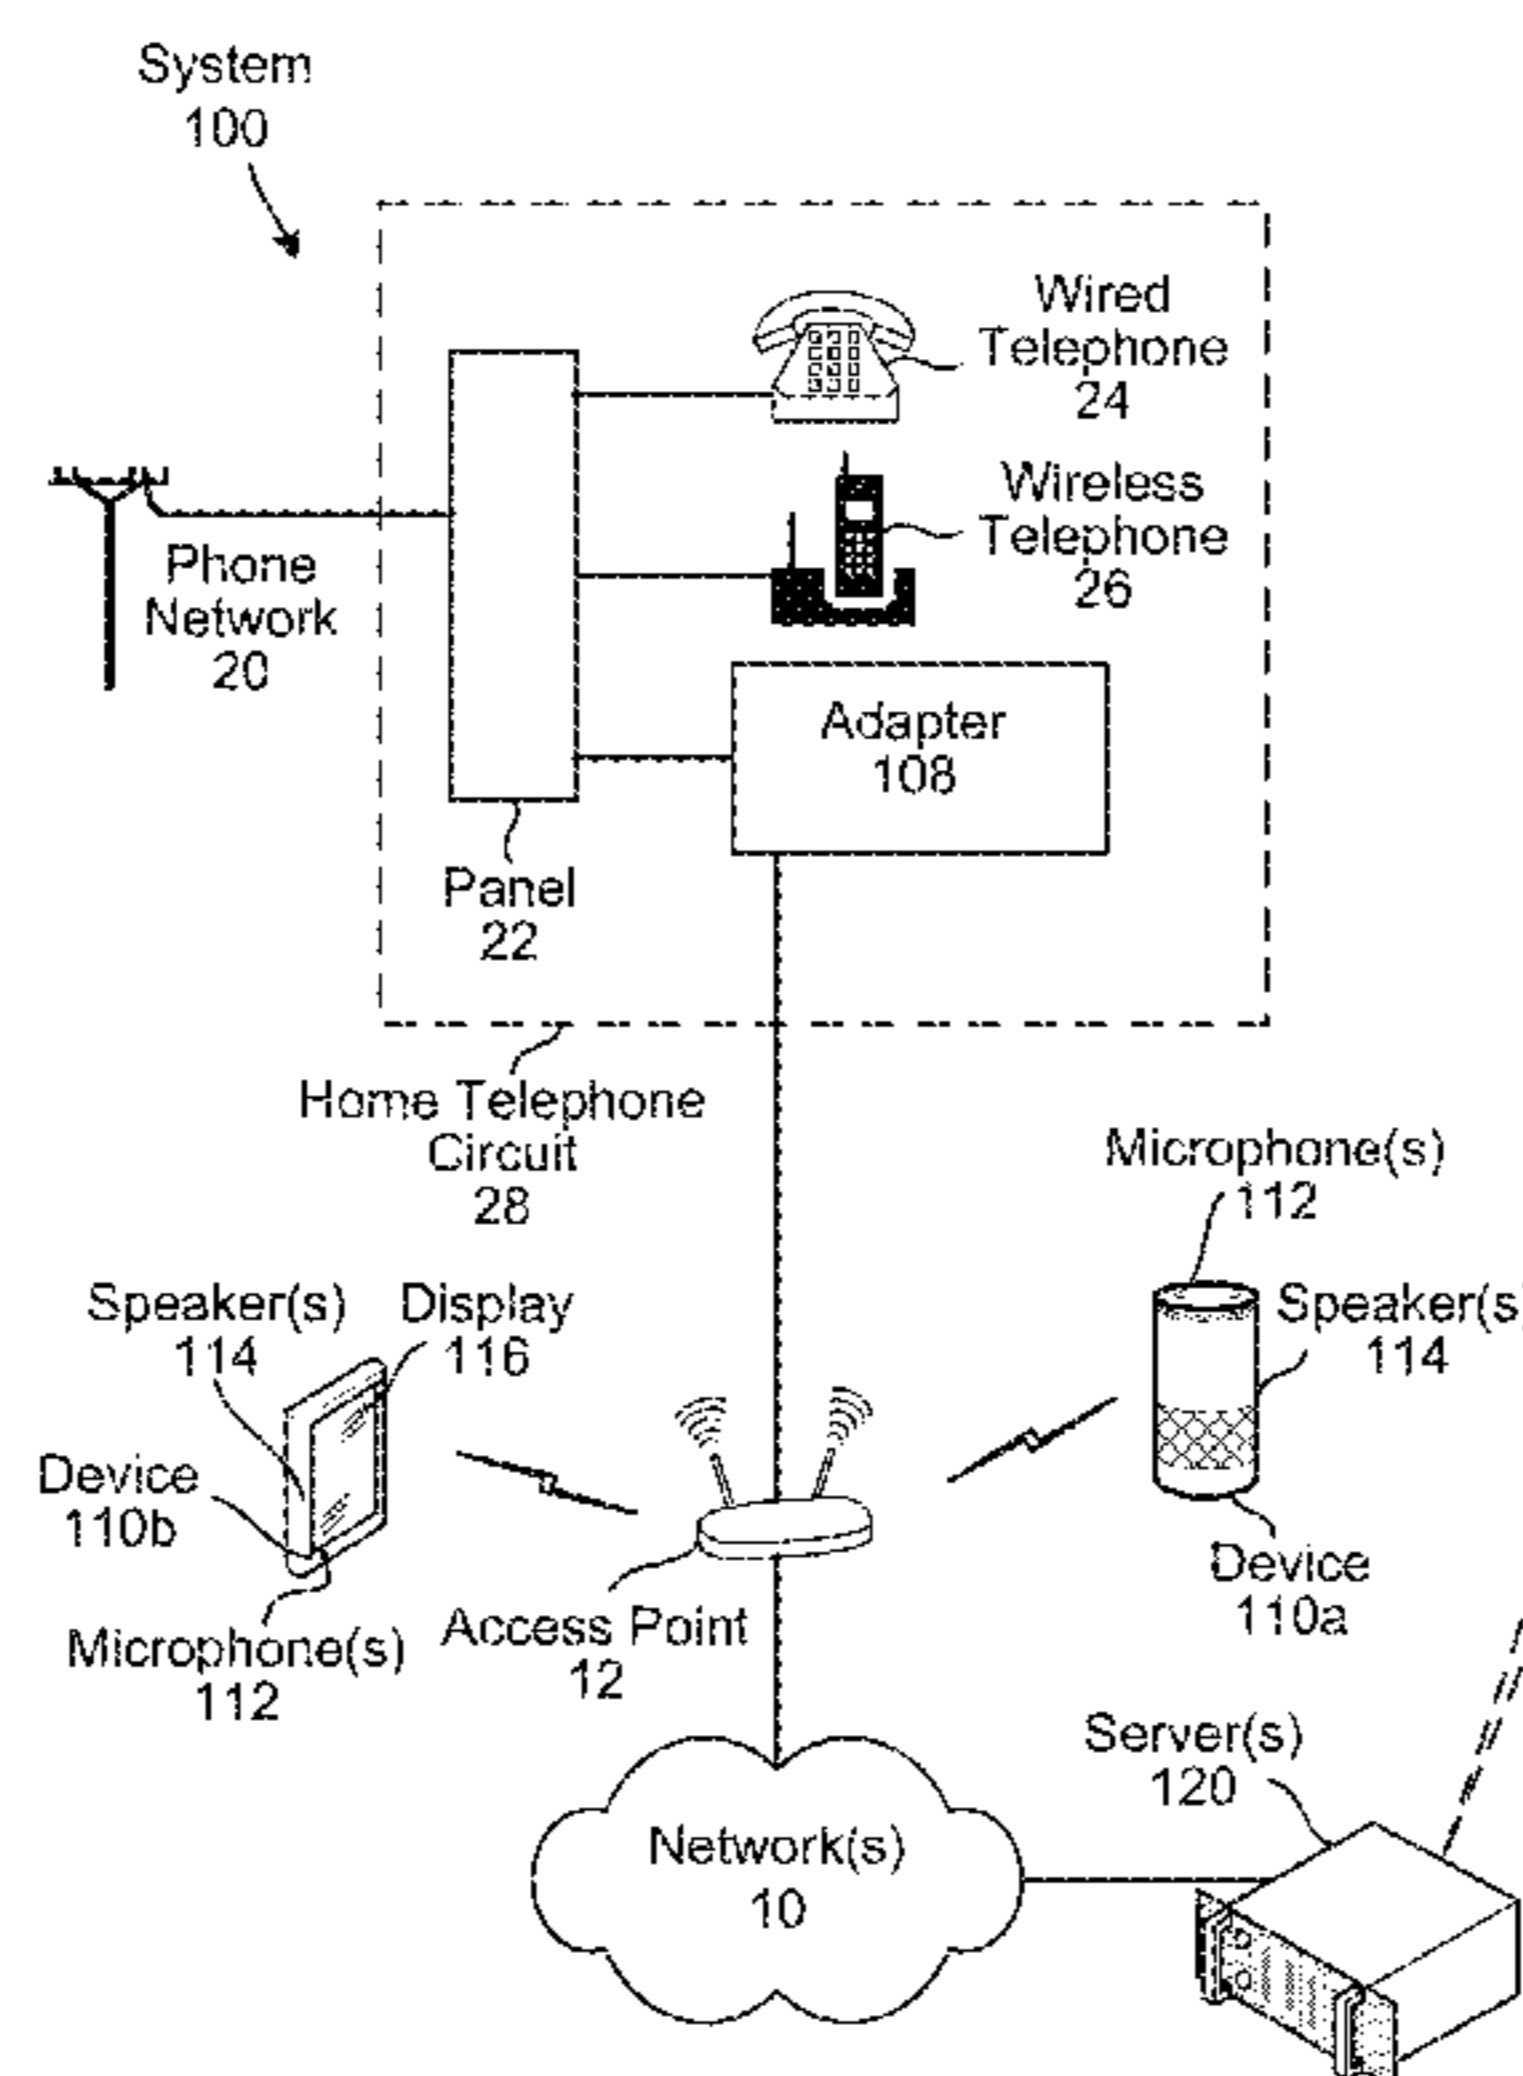 System
100
Wired
Telephone
24
Wireless
Telephone
26
Phone
Network
20
Adapter
108
Panel
22
Home Telephone
Circuit
28
Microphone(s)
112
Speaker(s)
114
Display
116
Speaker(s
114
Device
110b
Microphone(s)
112
Access Point
12
Device
110a
Server(s)
120
Network(s)
10